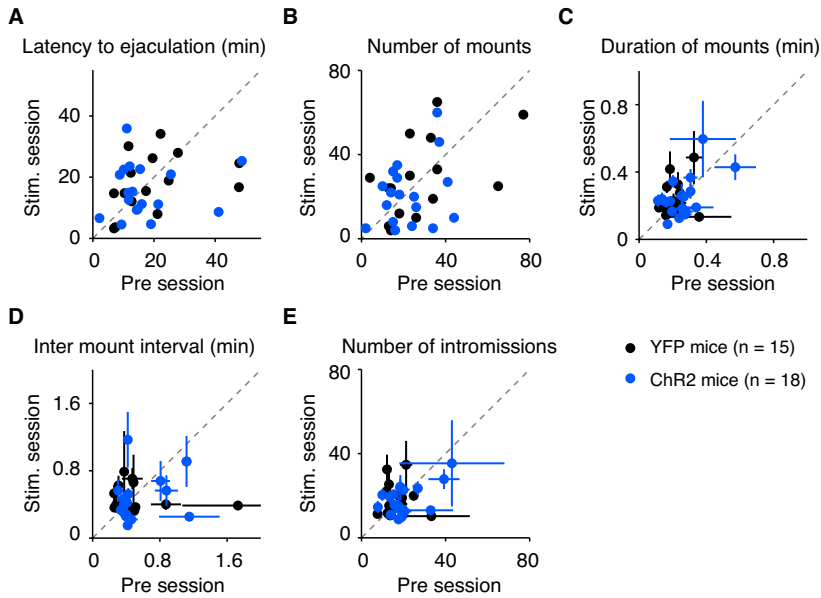 A
Latency to ejaculation (min)
Stim. session
40
20
0
0
20
40
Pre session
B
Number of mounts
Stim. session
80
40
0
0
40
80
Pre session
C
Duration of mounts (min)
Stim. session
0.8
0.4
0
0
0.4
0.8
Pre session
D
Inter mount interval (min)
Stim. session
1.6
0.8
0
0
0.8
1.6
Pre session
E
Number of intromissions
Stim. session
80
40
0
0
40
80
Pre session
YFP mice (n = 15)
ChR2 mice (n = 18)